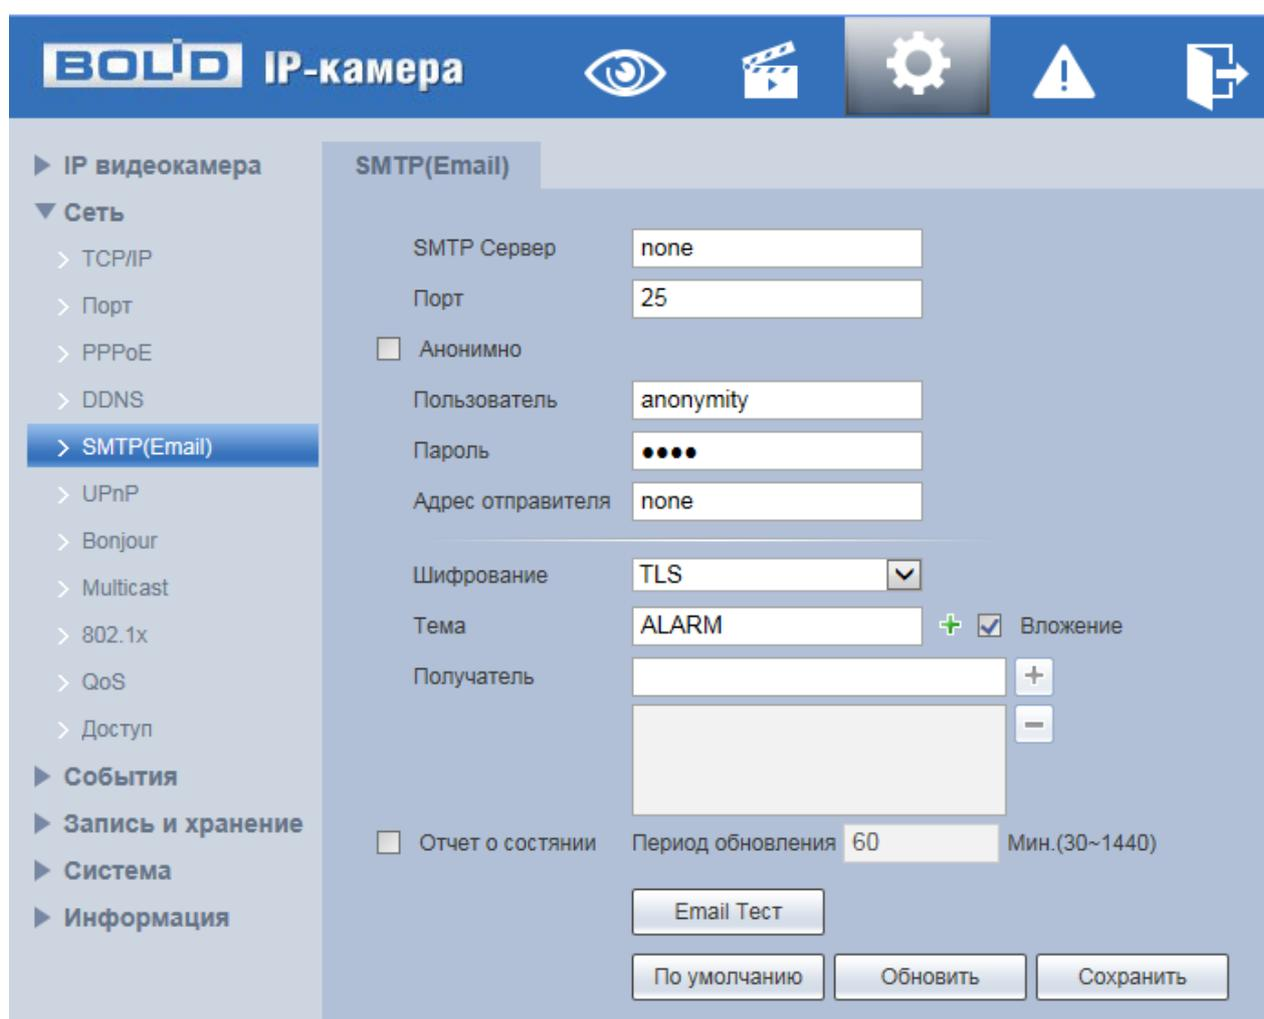 BOLID IP-камера
IP видеокамера
Сеть
TCP/IP
Порт
PPPoE
DDNS
SMTP(Email)
UPnP
Bonjour
Multicast
802.1x
QoS
Доступ
События
Запись и хранение
Система
Информация
SMTP(Email)
SMTP Сервер none
Порт 25
Анонимно
Пользователь anonymity
Пароль ●●●●
Адрес отправителя none
Шифрование TLS
Тема ALARM Вложение
Получатель
Отчет о состянии Период обновления 60 Мин.(30~1440)
Email Тест
По умолчанию Обновить Сохранить